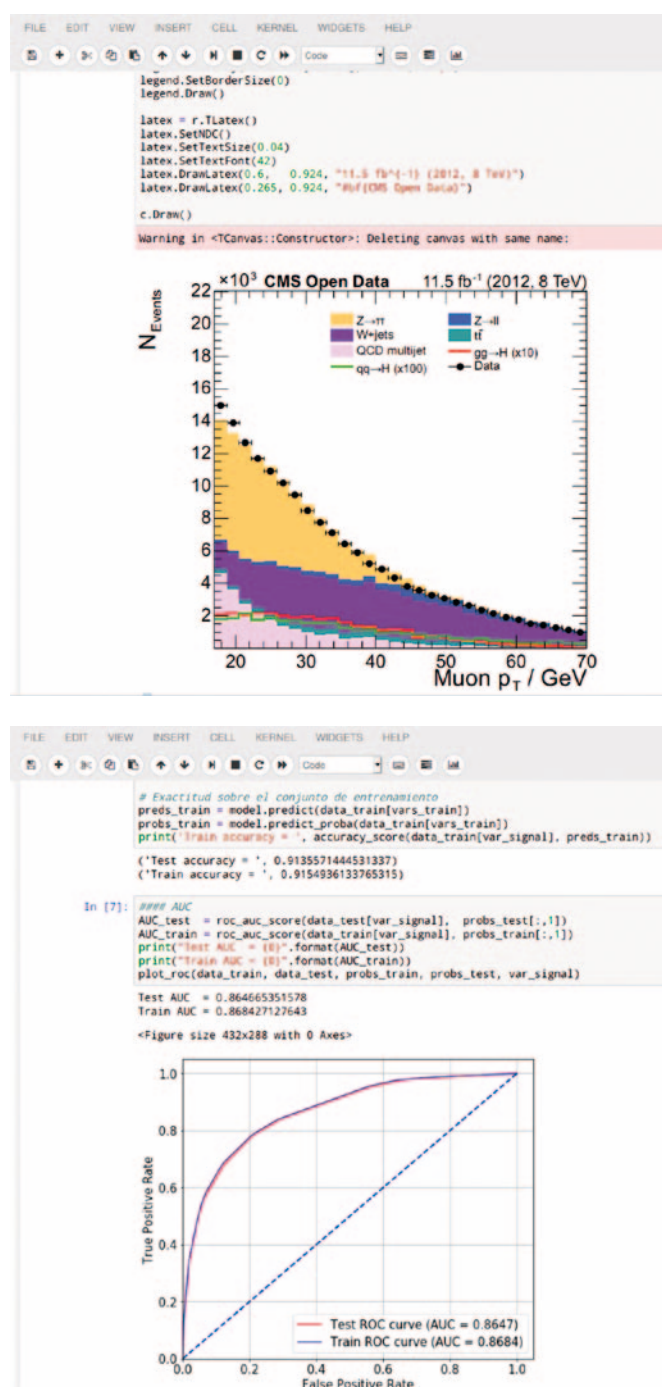 FILE EDIT VIEW INSERT CELL KERNEL WIDGETS HELP
Code
legend.SetBorderSize(0)
legend.Draw()
latex = r.TLatex()
latex.SetNDC()
latex.SetTextSize(0.04)
latex.SetTextFont(42)
latex.DrawLatex(0.6, 0.924, "11.5 fb^{-1} (2012, 8 TeV)")
latex.DrawLatex(0.265, 0.924, "#bf{CMS Open Data}")
c.Draw()
Warning in <TCanvas::Constructor>: Deleting canvas with same name:
×10³ CMS Open Data 11.5 fb⁻¹ (2012, 8 TeV)
N Events
22
20
18
16
14
12
10
8
6
4
2
Z→ττ Z→ll
W+jets tt̄
QCD multijet gg→H (x10)
qq→H (x100) Data
20 30 40 50 60 70
Muon p_T / GeV
FILE EDIT VIEW INSERT CELL KERNEL WIDGETS HELP
Code
# Exactitud sobre el conjunto de entrenamiento
preds_train = model.predict(data_train[vars_train])
probs_train = model.predict_proba(data_train[vars_train])
print('Train accuracy = ', accuracy_score(data_train[var_signal], preds_train))
('Test accuracy = ', 0.9135571444531337)
('Train accuracy = ', 0.9154936133765315)
In [7]: #### AUC
AUC_test = roc_auc_score(data_test[var_signal], probs_test[:,1])
AUC_train = roc_auc_score(data_train[var_signal], probs_train[:,1])
print("Test AUC = {0}".format(AUC_test))
print("Train AUC = {0}".format(AUC_train))
plot_roc(data_train, data_test, probs_train, probs_test, var_signal)
Test AUC = 0.864665351578
Train AUC = 0.868427127643
<Figure size 432x288 with 0 Axes>
True Positive Rate
1.0
0.8
0.6
0.4
0.2
0.0
Test ROC curve (AUC = 0.8647)
Train ROC curve (AUC = 0.8684)
0.0 0.2 0.4 0.6 0.8 1.0
False Positive Rate